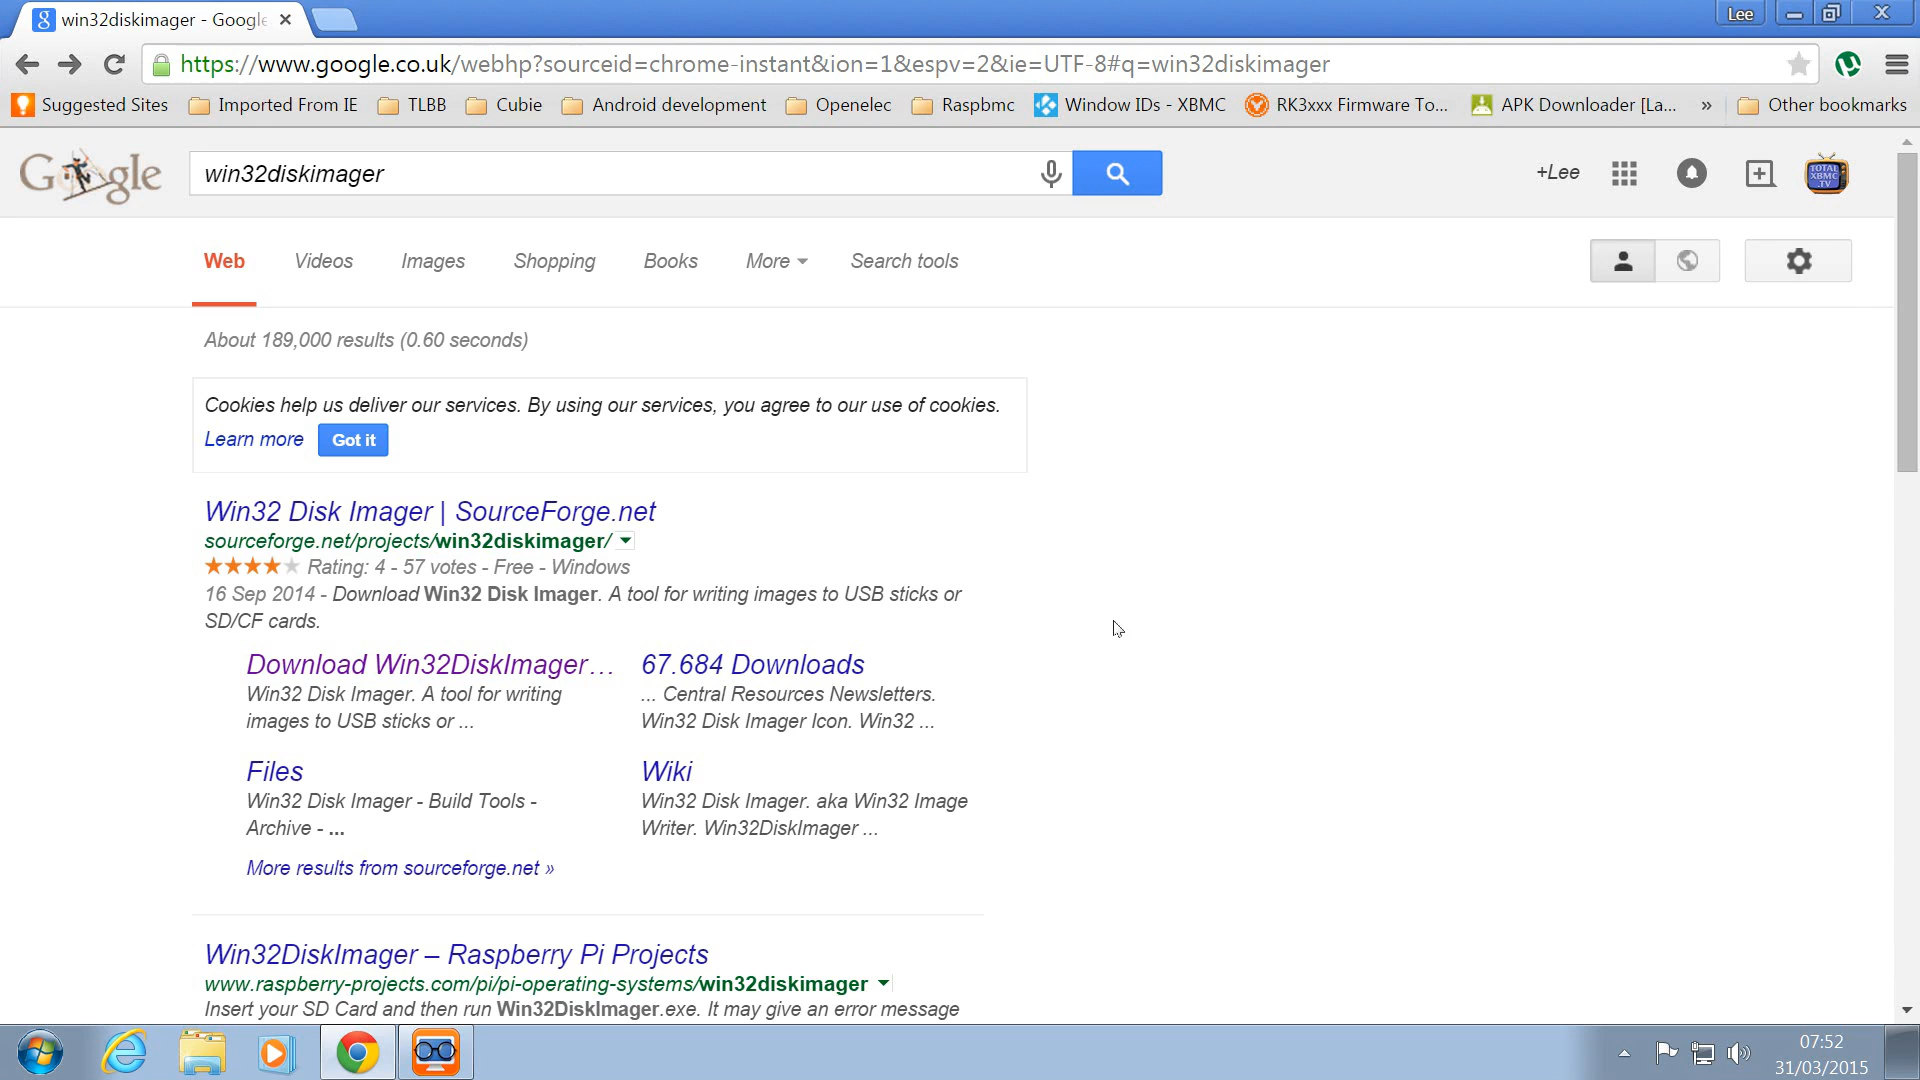 win32diskimager - Google
Lee
https://www.google.co.uk/webhp?sourceid=chrome-instant&ion=1&espv=2&ie=UTF-8#q=win32diskimager
Suggested Sites Imported From IE TLBB Cubie Android development Openelec Raspbmc Window IDs - XBMC RK3xxx Firmware To... APK Downloader [La... » Other bookmarks
Google win32diskimager +Lee TOTAL XBMC .TV
Web Videos Images Shopping Books More Search tools
About 189,000 results (0.60 seconds)
Cookies help us deliver our services. By using our services, you agree to our use of cookies.
Learn more Got it
Win32 Disk Imager | SourceForge.net
sourceforge.net/projects/win32diskimager/
Rating: 4 - 57 votes - Free - Windows
16 Sep 2014 - Download Win32 Disk Imager. A tool for writing images to USB sticks or
SD/CF cards.
Download Win32DiskImager...
Win32 Disk Imager. A tool for writing
images to USB sticks or ...
67.684 Downloads
... Central Resources Newsletters.
Win32 Disk Imager Icon. Win32 ...
Files
Win32 Disk Imager - Build Tools -
Archive - ...
Wiki
Win32 Disk Imager. aka Win32 Image
Writer. Win32DiskImager ...
More results from sourceforge.net »
Win32DiskImager – Raspberry Pi Projects
www.raspberry-projects.com/pi/pi-operating-systems/win32diskimager
Insert your SD Card and then run Win32DiskImager.exe. It may give an error message
07:52
31/03/2015